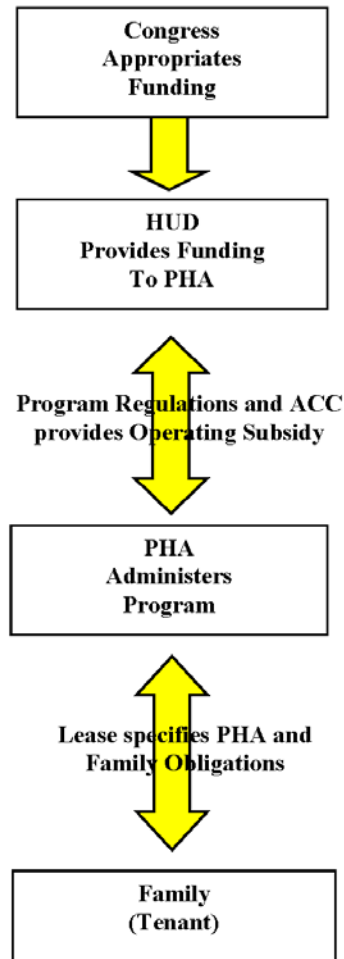 Congress
Appropriates
Funding
HUD
Provides Funding
To PHA
Program Regulations and ACC
provides Operating Subsidy
PHA
Administers
Program
Lease specifies PHA and
Family Obligations
Family
(Tenant)